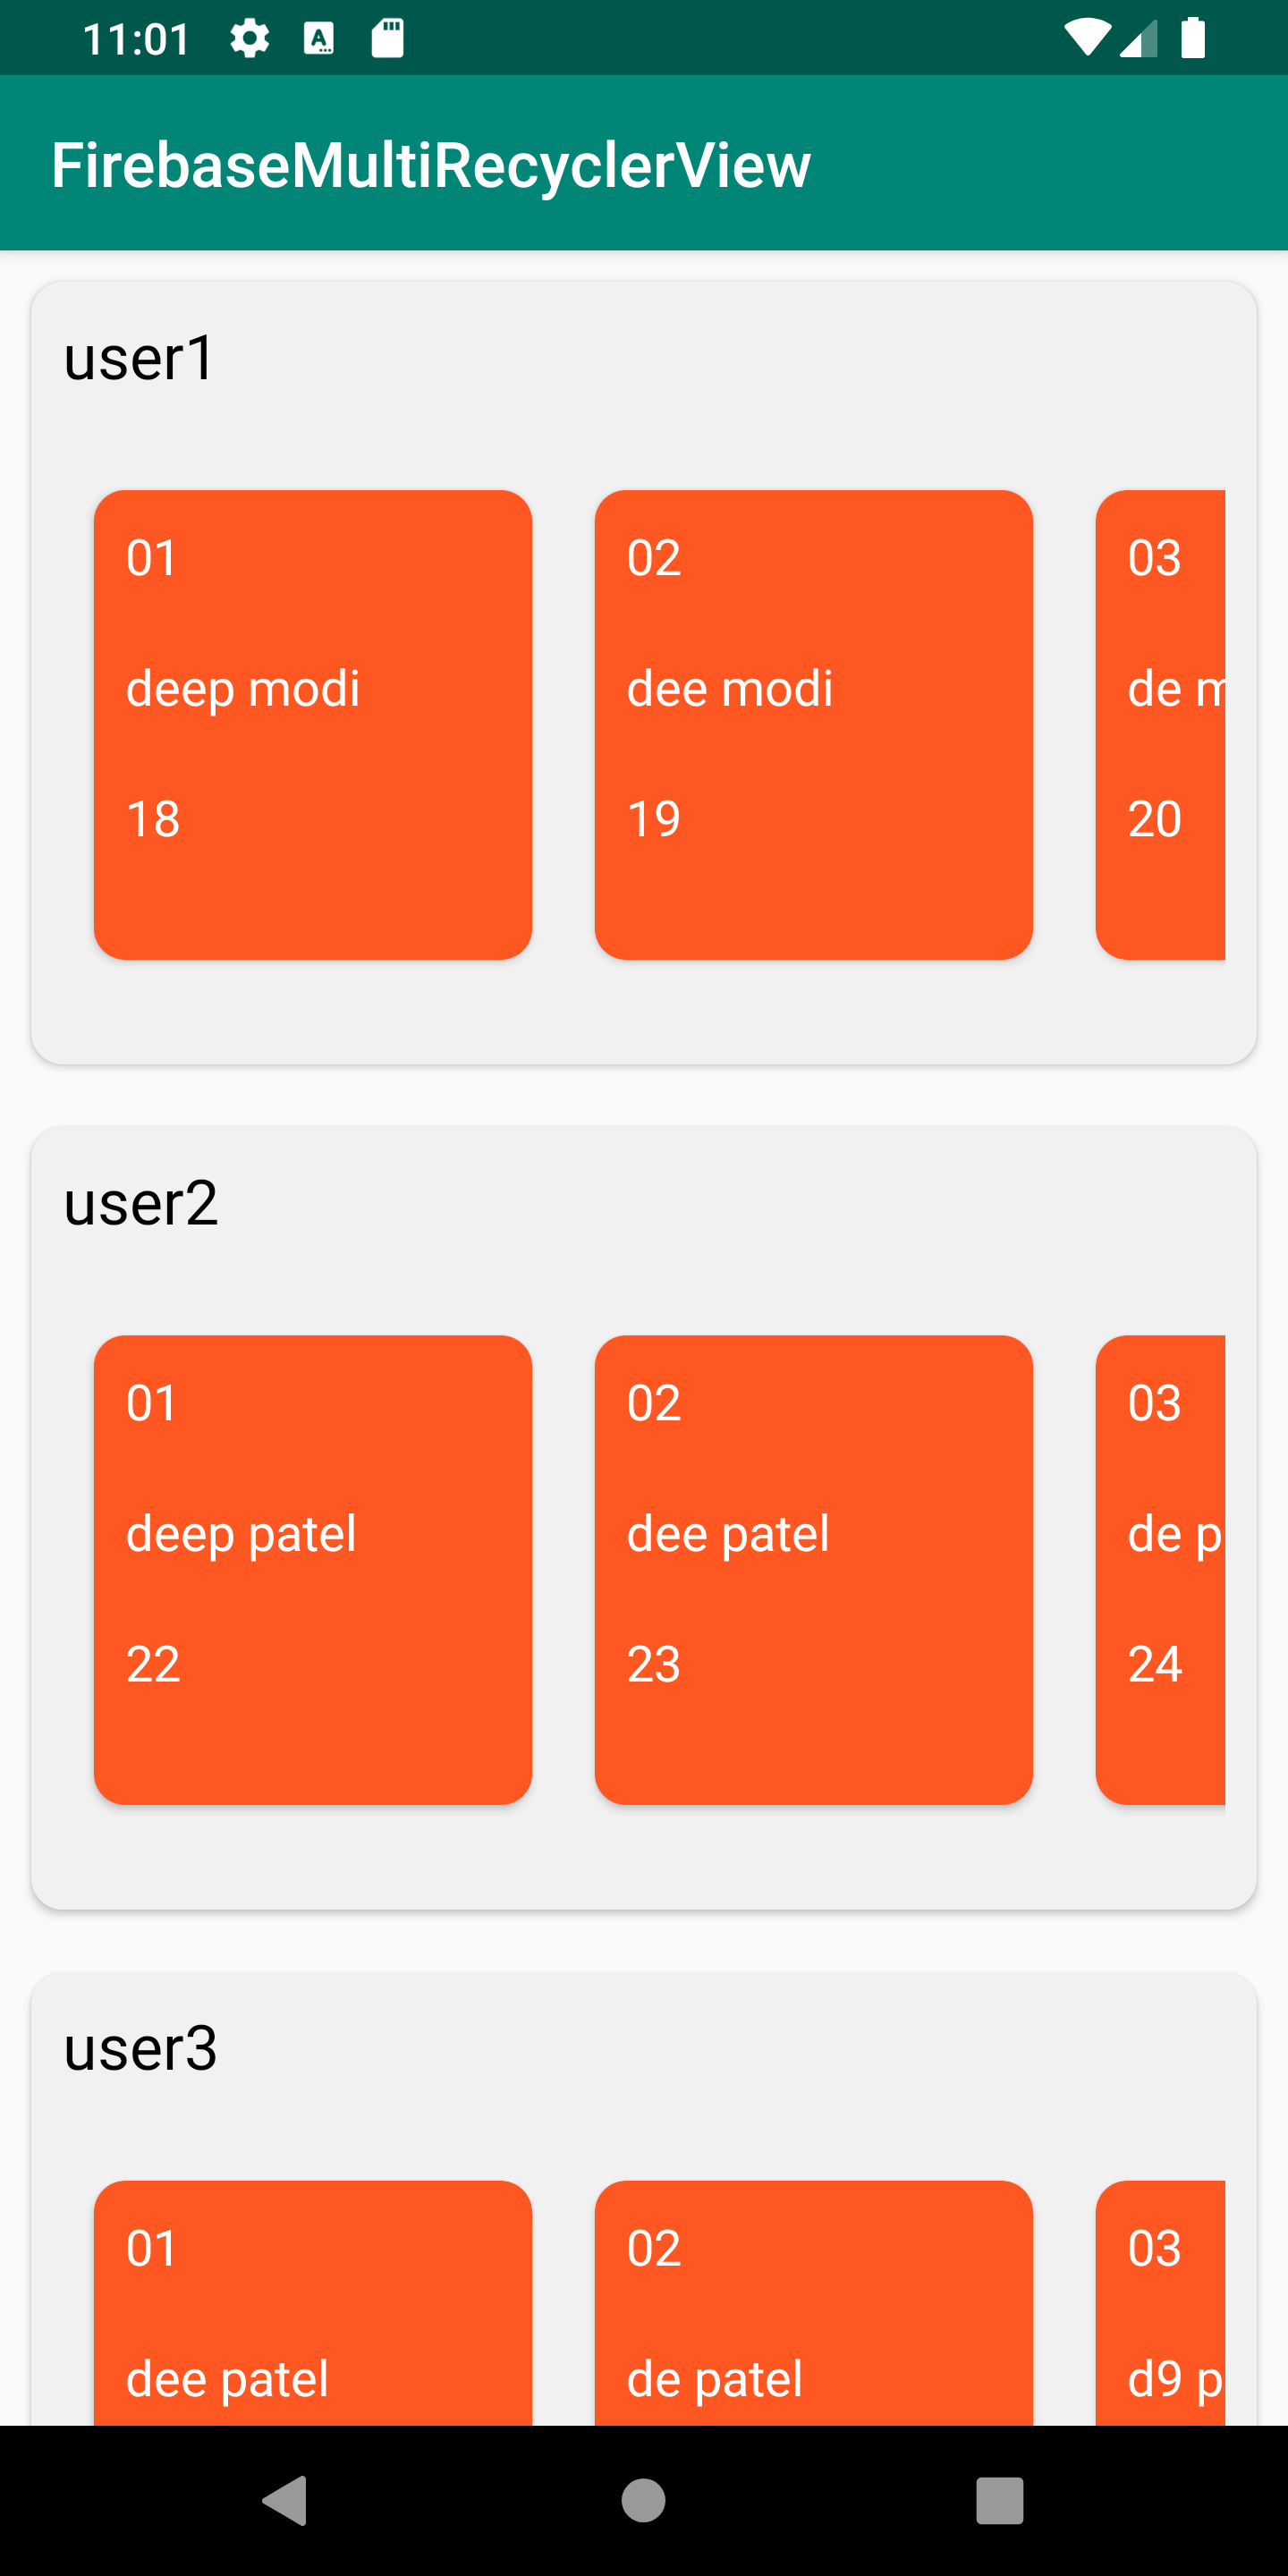 11:01
FirebaseMultiRecyclerView
user1
01 02 03
deep modi dee modi de
18 19 20
user2
01 02 03
deep patel dee patel de
22 23 24
user3
01 02 03
dee patel de patel d9